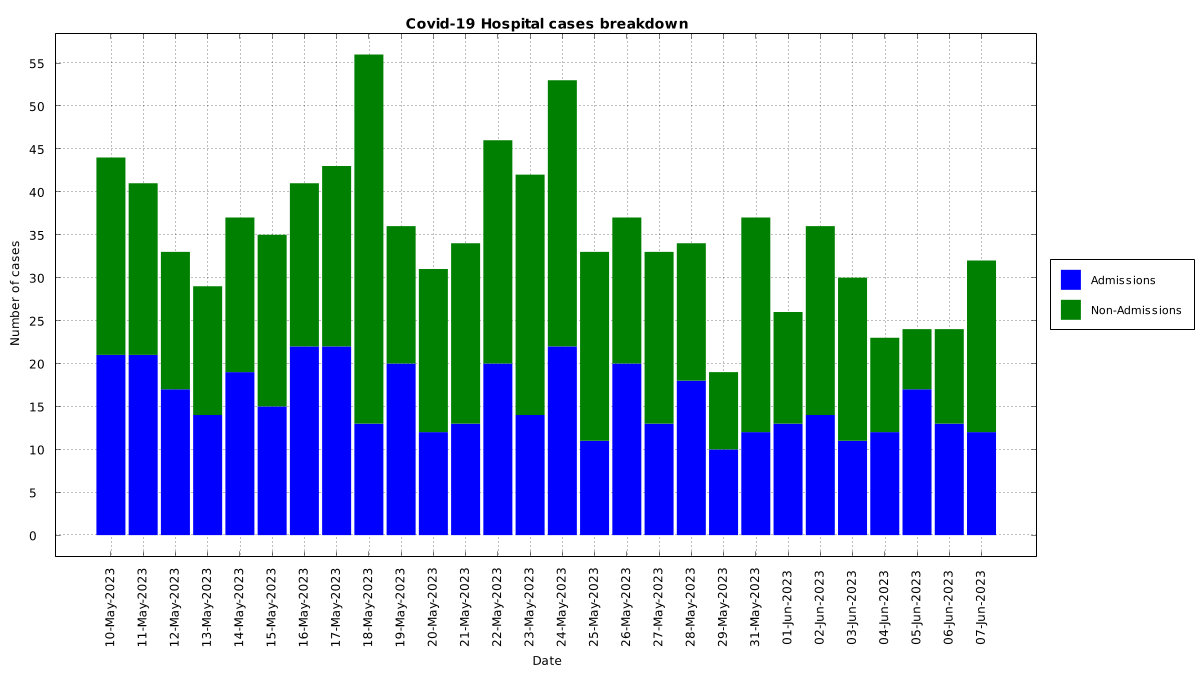 Covid-19 Hospital cases breakdown
Number of cases
55
50
45
40
35
30
25
20
15
10
5
0
10-May-2023
11-May-2023
12-May-2023
13-May-2023
14-May-2023
15-May-2023
16-May-2023
17-May-2023
18-May-2023
19-May-2023
20-May-2023
21-May-2023
22-May-2023
23-May-2023
24-May-2023
25-May-2023
26-May-2023
27-May-2023
28-May-2023
29-May-2023
31-May-2023
01-Jun-2023
02-Jun-2023
03-Jun-2023
04-Jun-2023
05-Jun-2023
06-Jun-2023
07-Jun-2023
Date
Admissions
Non-Admissions